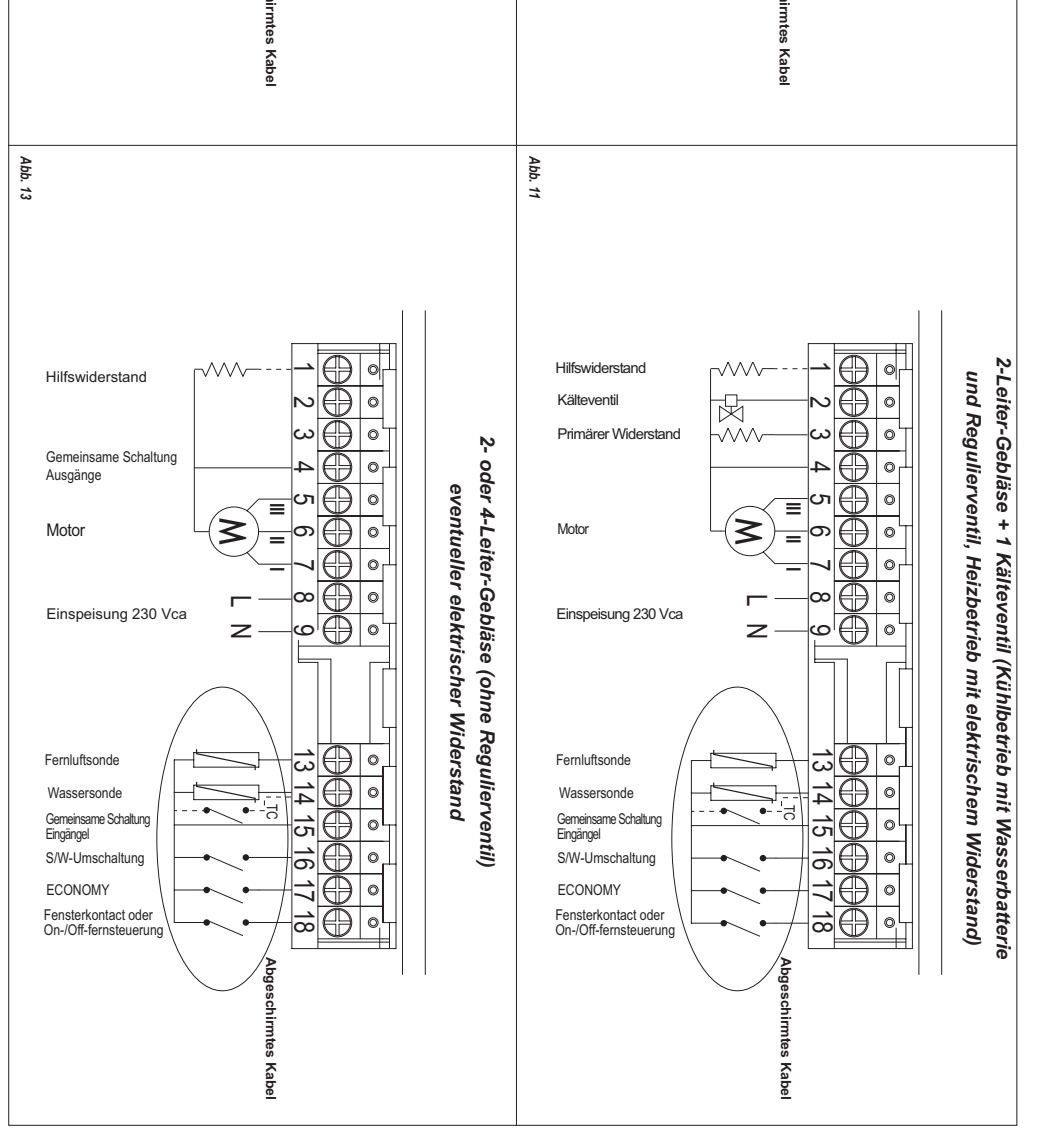 irmtes Kabel
2-Leiter-Gebläse + 1 Kälteventil (Kühlbetrieb mit Wasserbatterie
und Regulierventil, Heizbetrieb mit elektrischem Widerstand)
1
2
3
4
5
6
7
8
9
13
14
15
16
17
18
III
II
I
M
L
N
TC
Hilfswiderstand
Kälteventil
Primärer Widerstand
Motor
Einspeisung 230 Vca
Fernluftsonde
Wassersonde
Gemeinsame Schaltung
Eingängel
S/W-Umschaltung
ECONOMY
Fensterkontact oder
On-/Off-fernsteuerung
Abgeschirmtes Kabel
Abb. 11
irmtes Kabel
2- oder 4-Leiter-Gebläse (ohne Regulierventil)
eventueller elektrischer Widerstand
1
2
3
4
5
6
7
8
9
13
14
15
16
17
18
III
II
I
M
L
N
TC
Hilfswiderstand
Gemeinsame Schaltung
Ausgänge
Motor
Einspeisung 230 Vca
Fernluftsonde
Wassersonde
Gemeinsame Schaltung
Eingängel
S/W-Umschaltung
ECONOMY
Fensterkontact oder
On-/Off-fernsteuerung
Abgeschirmtes Kabel
Abb. 13